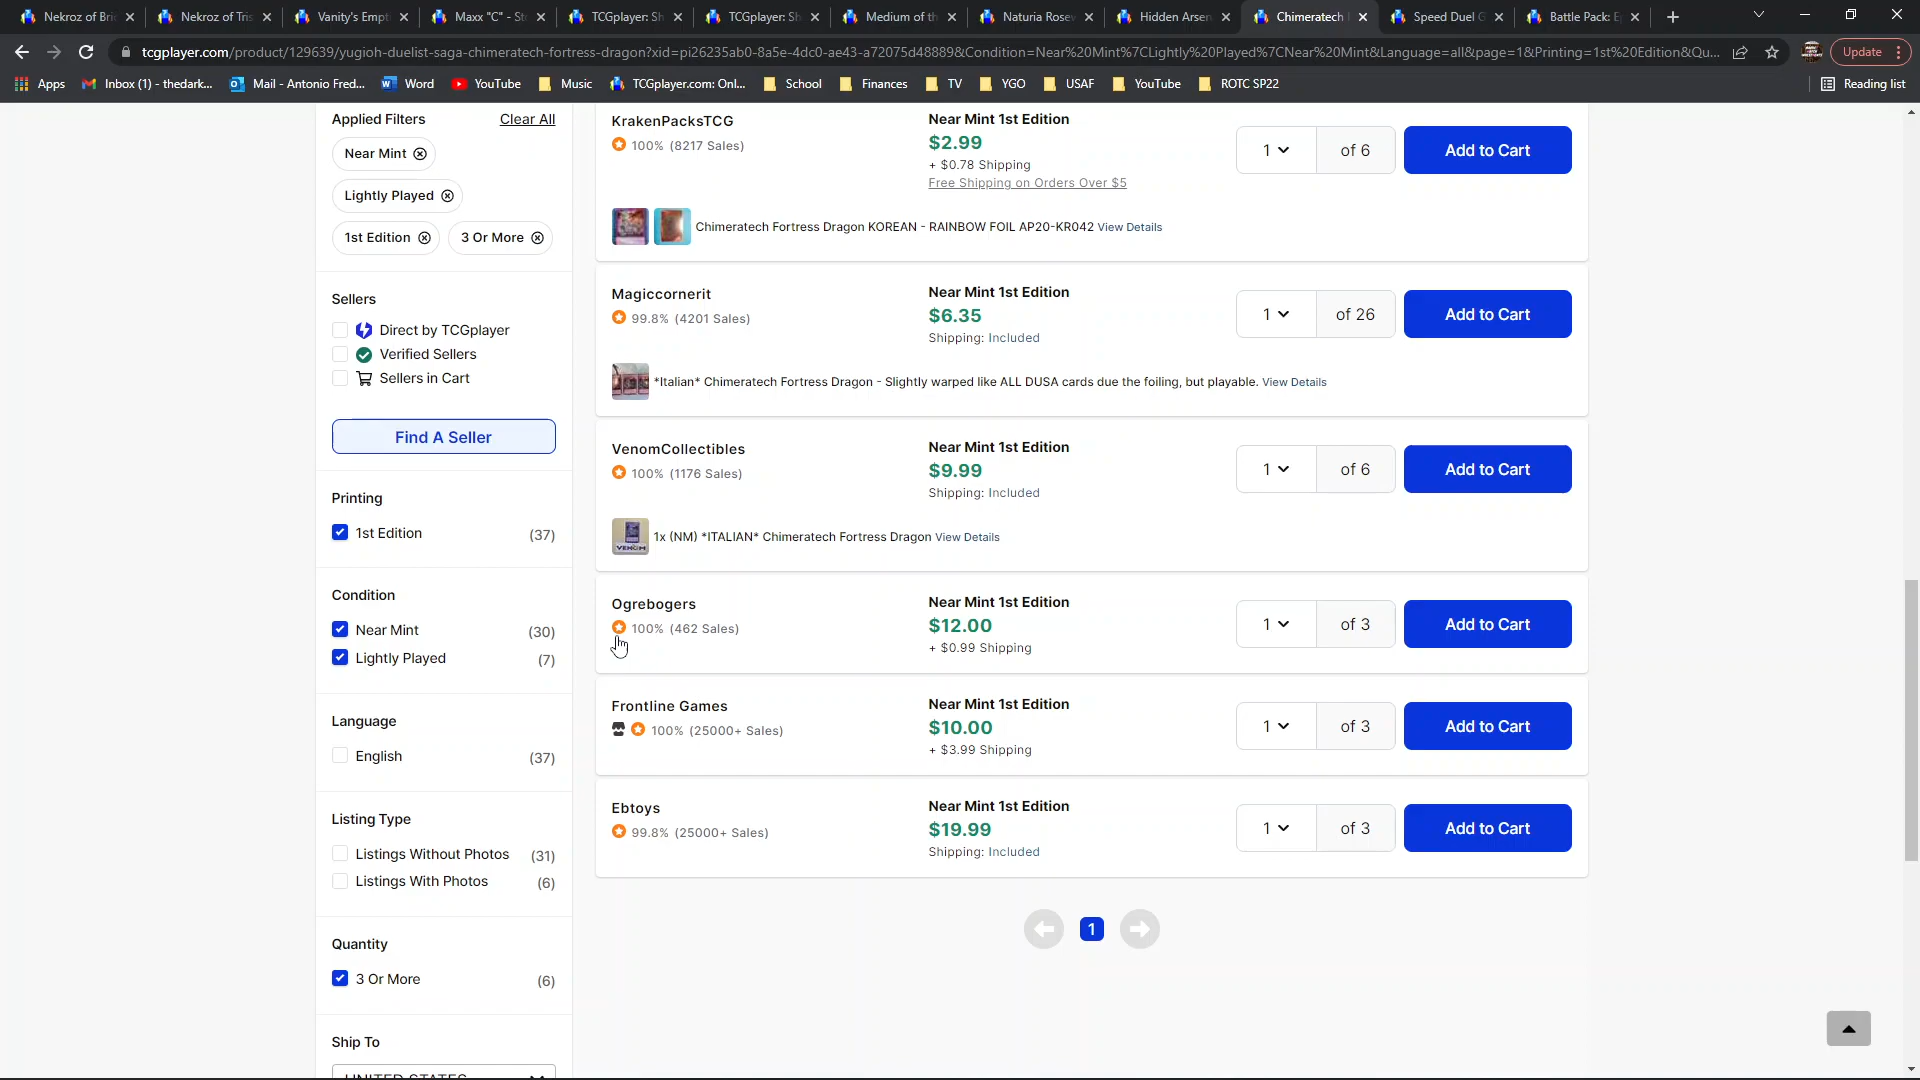 Nekroz of Bri
Nekroz of Tris
Vanity's Empt
Maxx "C" - St
TCGplayer: Sh
TCGplayer: Sh
Medium of th
Naturia Rosew
Hidden Arsen
Chimeratech
Speed Duel G
Battle Pack: E
tcgplayer.com/product/129639/yugioh-duelist-saga-chimeratech-fortress-dragon?xid=pi26235ab0-8a5e-4dc0-ae43-a72075d48889&Condition=Near%20Mint%7CLightly%20Played%7CNear%20Mint&Language=all&page=1&Printing=1st%20Edition&Qu...
Update
Apps
Inbox (1) - thedark...
Mail - Antonio Fred...
Word
YouTube
Music
TCGplayer.com: Onl...
School
Finances
TV
YGO
USAF
YouTube
ROTC SP22
Reading list
Applied Filters
Clear All
Near Mint
Lightly Played
1st Edition
3 Or More
Sellers
Direct by TCGplayer
Verified Sellers
Sellers in Cart
Find A Seller
Printing
1st Edition (37)
Condition
Near Mint (30)
Lightly Played (7)
Language
English (37)
Listing Type
Listings Without Photos (31)
Listings With Photos (6)
Quantity
3 Or More (6)
Ship To
UNITED STATES
KrakenPacksTCG
100% (8217 Sales)
Near Mint 1st Edition
$2.99
+ $0.78 Shipping
Free Shipping on Orders Over $5
1 of 6
Add to Cart
Chimeratech Fortress Dragon KOREAN - RAINBOW FOIL AP20-KR042 View Details
Magiccornerit
99.8% (4201 Sales)
Near Mint 1st Edition
$6.35
Shipping: Included
1 of 26
Add to Cart
*Italian* Chimeratech Fortress Dragon - Slightly warped like ALL DUSA cards due the foiling, but playable. View Details
VenomCollectibles
100% (1176 Sales)
Near Mint 1st Edition
$9.99
Shipping: Included
1 of 6
Add to Cart
VENOM
1x (NM) *ITALIAN* Chimeratech Fortress Dragon View Details
Ogrebogers
100% (462 Sales)
Near Mint 1st Edition
$12.00
+ $0.99 Shipping
1 of 3
Add to Cart
Frontline Games
100% (25000+ Sales)
Near Mint 1st Edition
$10.00
+ $3.99 Shipping
1 of 3
Add to Cart
Ebtoys
99.8% (25000+ Sales)
Near Mint 1st Edition
$19.99
Shipping: Included
1 of 3
Add to Cart
1